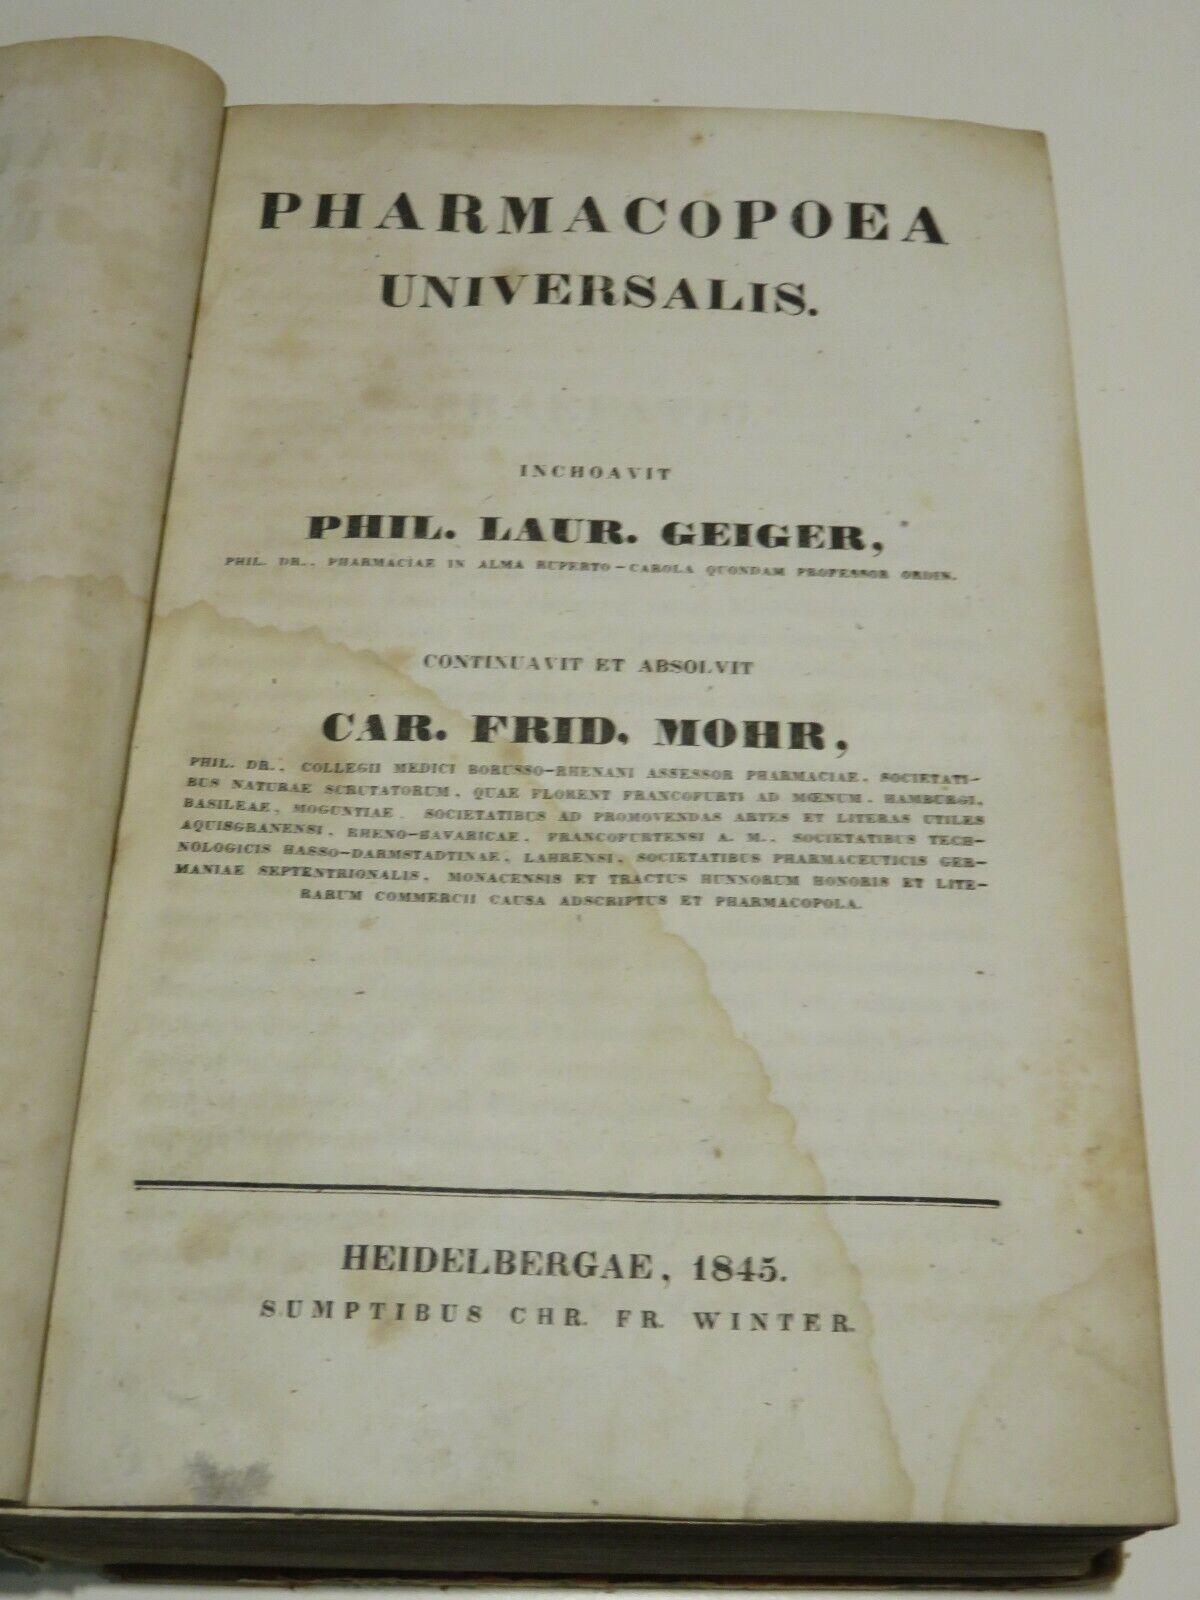 PHARMACOPOEA
UNIVERSALIS.
INCHOAVIT
PHIL. LAUR. GEIGER,
PHIL. DR., PHARMACIAE IN ALMA RUPERTO-CAROLA QUONDAM PROFESSOR ORDIN.
CONTINUAVIT ET ABSOLVIT
CAR. FRID. MOHR,
PHIL. DR., COLLEGII MEDICI BORUSSO-RHENANI ASSESSOR PHARMACIAE, SOCIETATI-
BUS NATURAE SCRUTATORUM, QUAE FLORENT FRANCOFURTI AD MŒNUM, HAMBURGI,
BASILEAE, MOGUNTIAE, SOCIETATIBUS AD PROMOVENDAS ARTES ET LITERAS UTILES
AQUISGRANENSI, RHENO-BAVARICAE, FRANCOFURTENSI A. M., SOCIETATIBUS TECH-
NOLOGICIS HASSO-DARMSTADTINAE, LAHRENSI, SOCIETATIBUS PHARMACEUTICIS GER-
MANIAE SEPTENTRIONALIS, MONACENSIS ET TRACTUS HUNNORUM HONORIS ET LITE-
RARUM COMMERCII CAUSA ADSCRIPTUS ET PHARMACOPOLA.
HEIDELBERGAE, 1845.
SUMPTIBUS CHR. FR. WINTER.